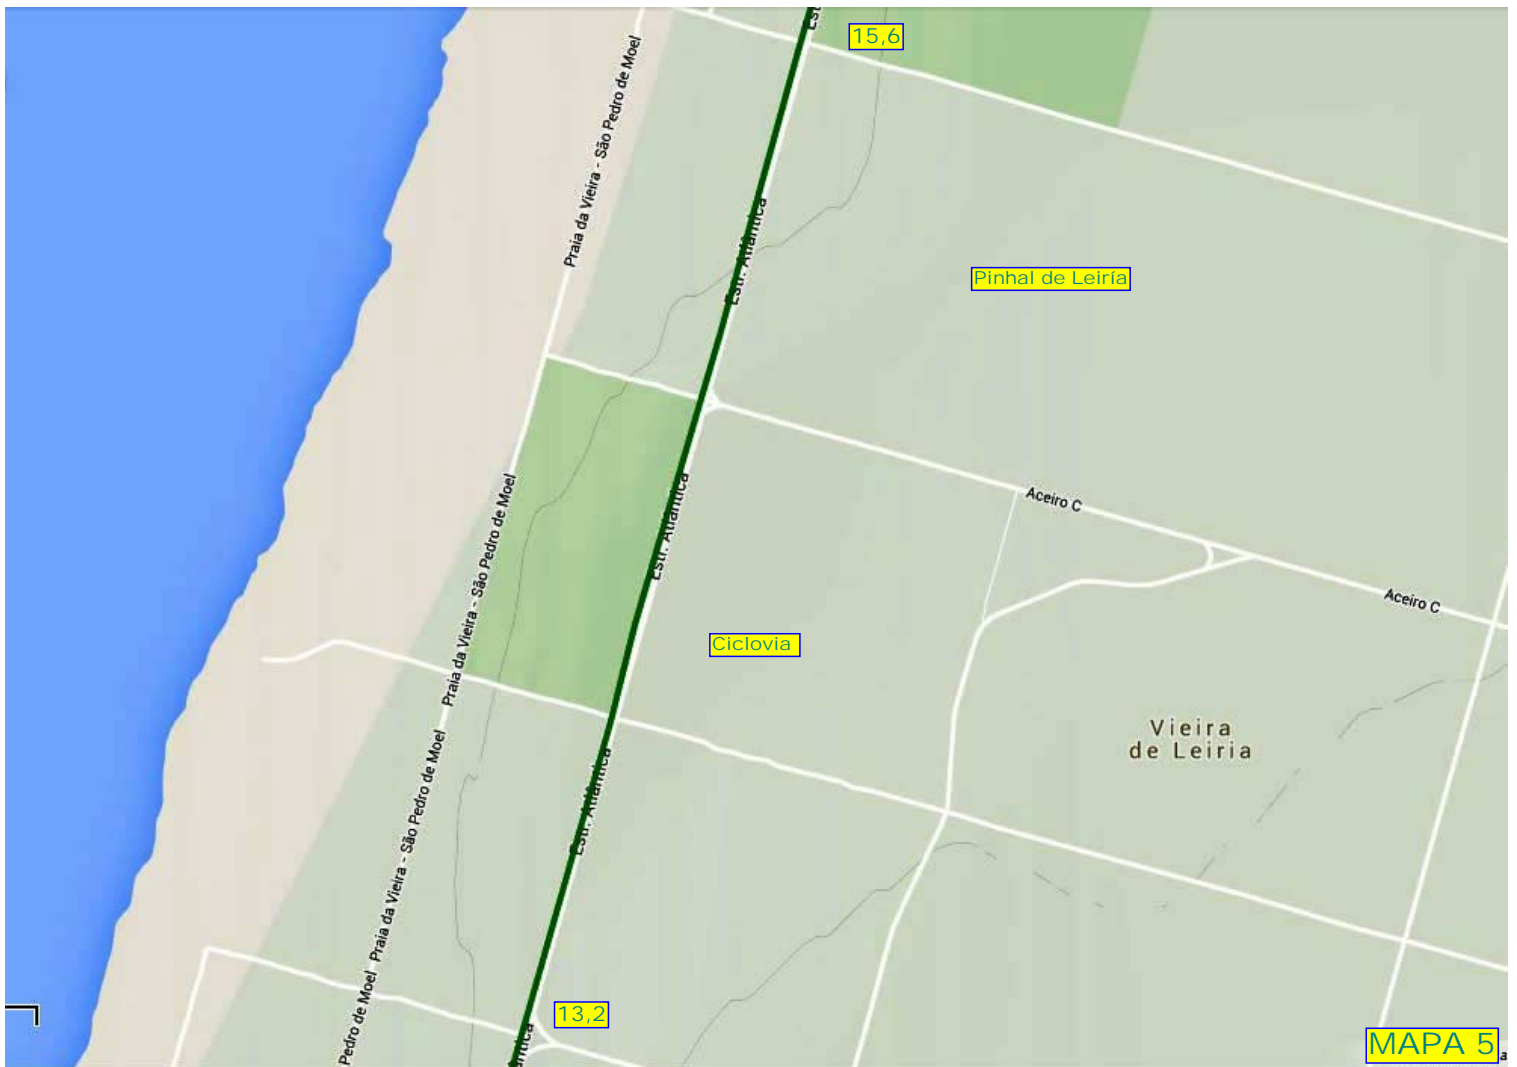 Est
15,6
Praia da Vieira - São Pedro de Moel
Estr. Atlântica
Pinhal de Leiría
Aceiro C
Praia da Vieira - São Pedro de Moel
Estr. Atlântica
Aceiro C
Ciclovia
Vieira
de Leiria
Praia da Vieira - São Pedro de Moel
Estr. Atlântica
Pedro de Moel
13,2
ntica
MAPA 5
a